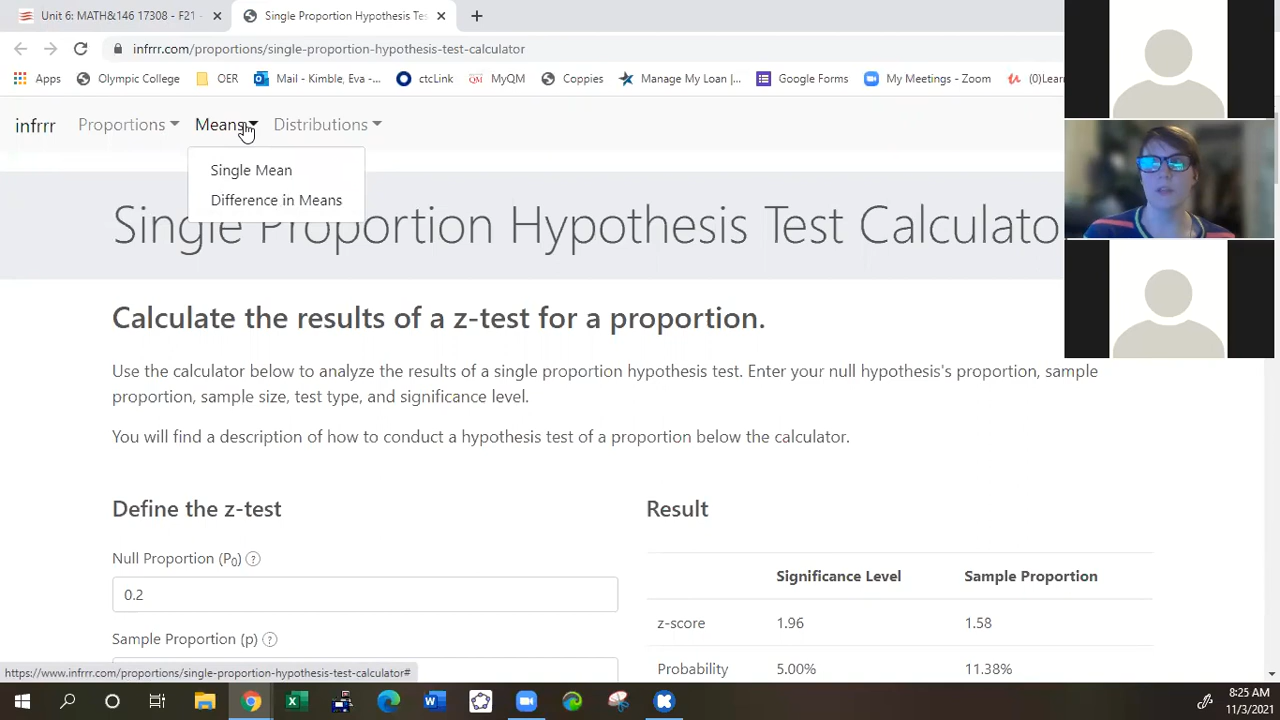 Unit 6: MATH&146 17308 - F21 -
Single Proportion Hypothesis Tes
infrrr.com/proportions/single-proportion-hypothesis-test-calculator
Apps
Olympic College
OER
Mail - Kimble, Eva -...
ctcLink
MyQM
Coppies
Manage My Loan |...
Google Forms
My Meetings - Zoom
(0)Lear
infrrr
Proportions
Means
Distributions
Single Mean
Difference in Means
Single Proportion Hypothesis Test Calculato
Calculate the results of a z-test for a proportion.
Use the calculator below to analyze the results of a single proportion hypothesis test. Enter your null hypothesis's proportion, sample
proportion, sample size, test type, and significance level.
You will find a description of how to conduct a hypothesis test of a proportion below the calculator.
Define the z-test
Null Proportion (P0) ?
0.2
Sample Proportion (p) ?
Result
Significance Level Sample Proportion
z-score 1.96 1.58
Probability 5.00% 11.38%
https://www.infrrr.com/proportions/single-proportion-hypothesis-test-calculator#
8:25 AM
11/3/2021